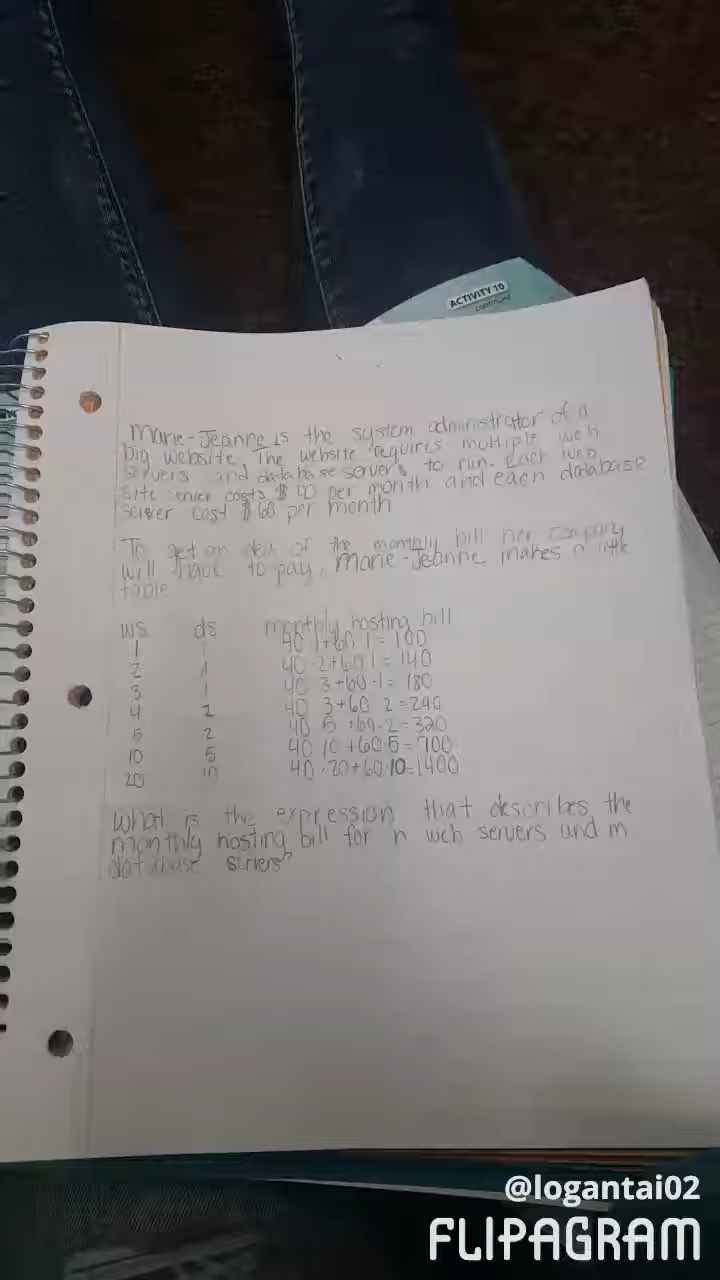 ACTIVITY 10
continued
Marie-Jeanne is the system administrator of a
big website. The website requires multiple web
servers and database servers to run. Each web
site server costs $40 per month and each database
server cost $60 per month
To get an idea of the monthly bill her company
will have to pay, Marie-Jeanne makes a little
table
ws ds monthly hosting bill
1 1 40 1+60 1 = 100
2 1 40 2+60 1 = 140
3 1 40 3+60·1 = 180
4 2 40 3+60 2 = 240
5 2 40 5 +60·2 = 320
10 5 40 10 +60·5 = 700
20 10 40·20+60·10=1400
What is the expression that describes the
monthly hosting bill for n web servers and m
database servers?
@logantai02
FLIPAGRAM